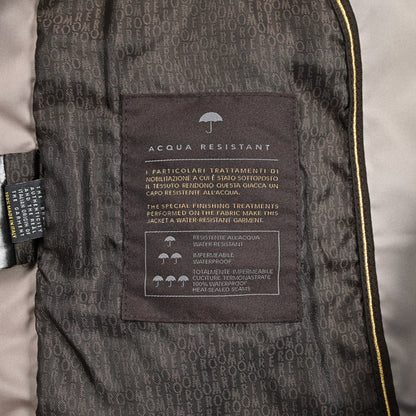 ACQUA RESISTANT
I PARTICOLARI TRATTAMENTI DI
NOBILITAZIONE A CUI È STATO SOTTOPOSTO
IL TESSUTO RENDONO QUESTA GIACCA UN
CAPO RESISTENTE ALL'ACQUA.
THE SPECIAL FINISHING TREATMENTS
PERFORMED ON THE FABRIC MAKE THIS
JACKET A WATER-RESISTANT GARMENT.
RESISTENTE ALL'ACQUA
WATER-RESISTANT
IMPERMEABILE
WATERPROOF
TOTALMENTE IMPERMEABILE
CUCITURE TERMONASTRATE
100% WATERPROOF
HEAT-SEALED SEAMS